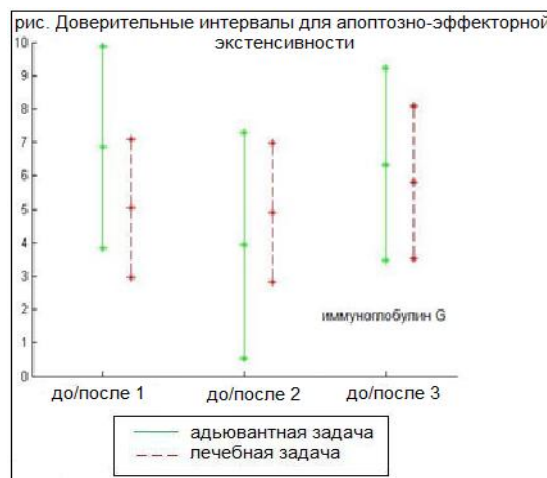 рис. Доверительные интервалы для апоптозно-эффекторной
экстенсивности
10
9
8
7
6
5
4
3
2
1
0
иммуноглобулин G
до/после 1 до/после 2 до/после 3
адьювантная задача
лечебная задача